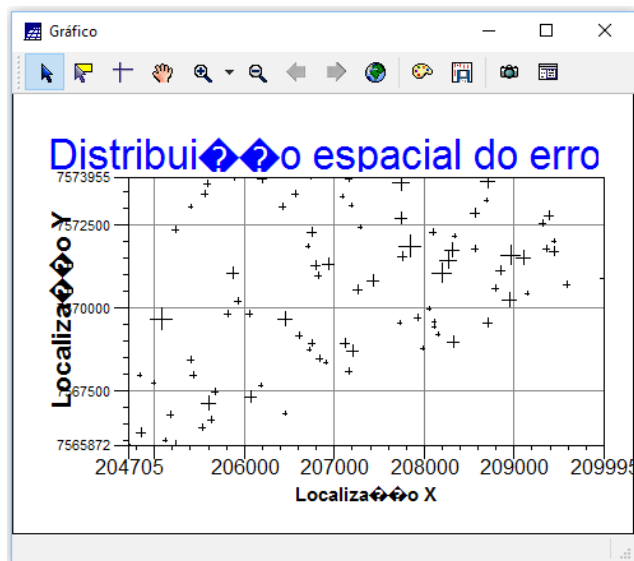 Gráfico
Distribui��o espacial do erro
7573955
7572500
7570000
7567500
7565872
Localiza��o Y
204705 206000 207000 208000 209000 209995
Localiza��o X